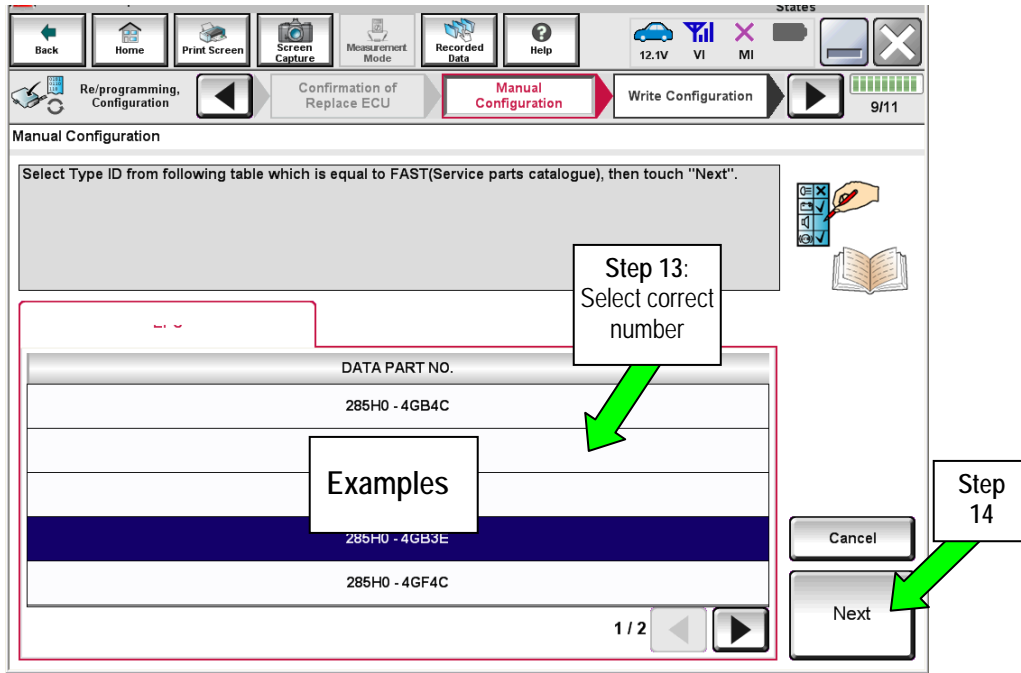 States
Back
Home
Print Screen
Screen
Capture
Measurement
Mode
Recorded
Data
Help
12.1V
VI
MI
Re/programming,
Configuration
Confirmation of
Replace ECU
Manual
Configuration
Write Configuration
9/11
Manual Configuration
Select Type ID from following table which is equal to FAST(Service parts catalogue), then touch "Next".
Step 13:
Select correct
number
DATA PART NO.
285H0 - 4GB4C
Examples
285H0 - 4GB3E
285H0 - 4GF4C
1 / 2
Cancel
Next
Step
14